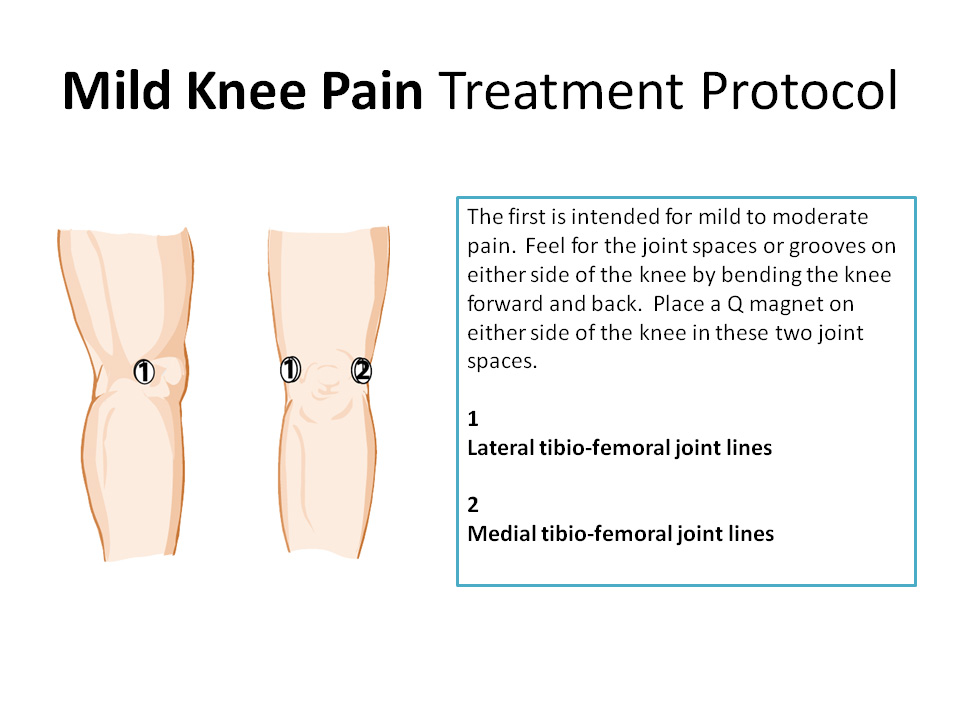 Mild Knee Pain Treatment Protocol
The first is intended for mild to moderate
pain. Feel for the joint spaces or grooves on
either side of the knee by bending the knee
forward and back. Place a Q magnet on
either side of the knee in these two joint
spaces.
1
Lateral tibio-femoral joint lines
2
Medial tibio-femoral joint lines
1
1
2